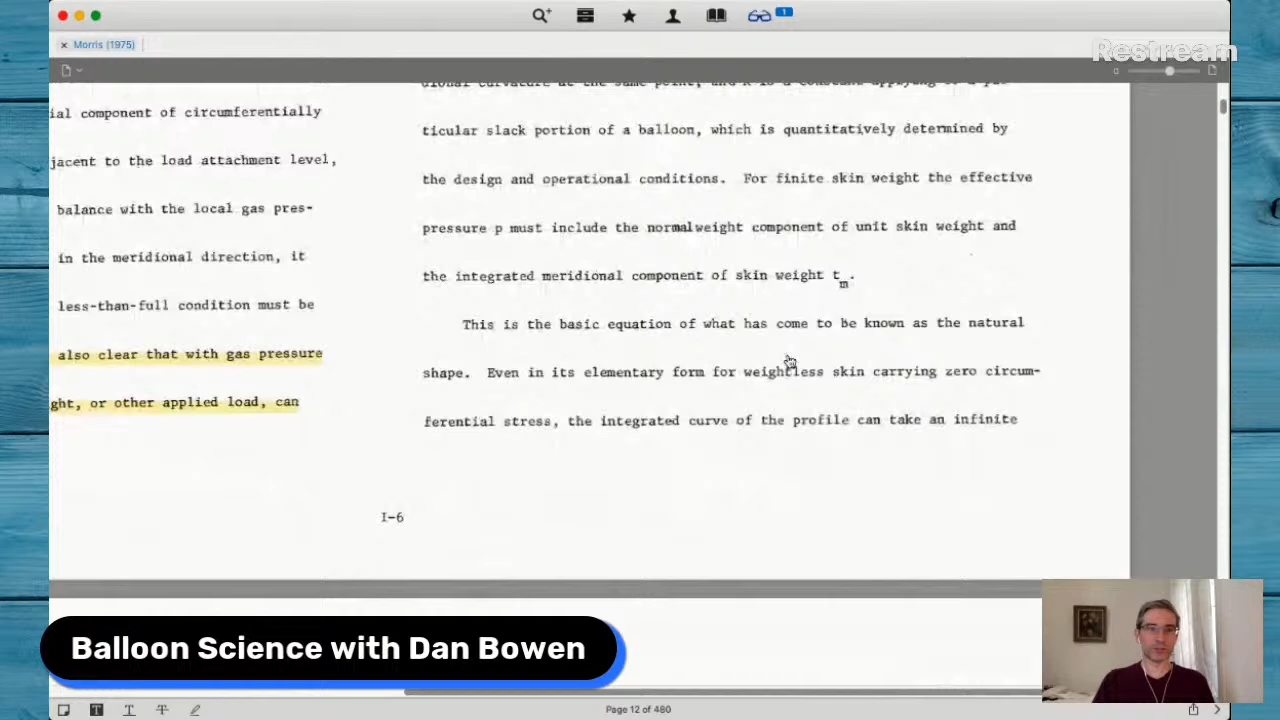 1
Morris (1975)
Restream
ial component of circumferentially
jacent to the load attachment level,
balance with the local gas pres-
in the meridional direction, it
less-than-full condition must be
also clear that with gas pressure
ght, or other applied load, can
ticular slack portion of a balloon, which is quantitatively determined by
the design and operational conditions. For finite skin weight the effective
pressure p must include the normalweight component of unit skin weight and
the integrated meridional component of skin weight tm.
This is the basic equation of what has come to be known as the natural
shape. Even in its elementary form for weightless skin carrying zero circum-
ferential stress, the integrated curve of the profile can take an infinite
I-6
Balloon Science with Dan Bowen
Page 12 of 480